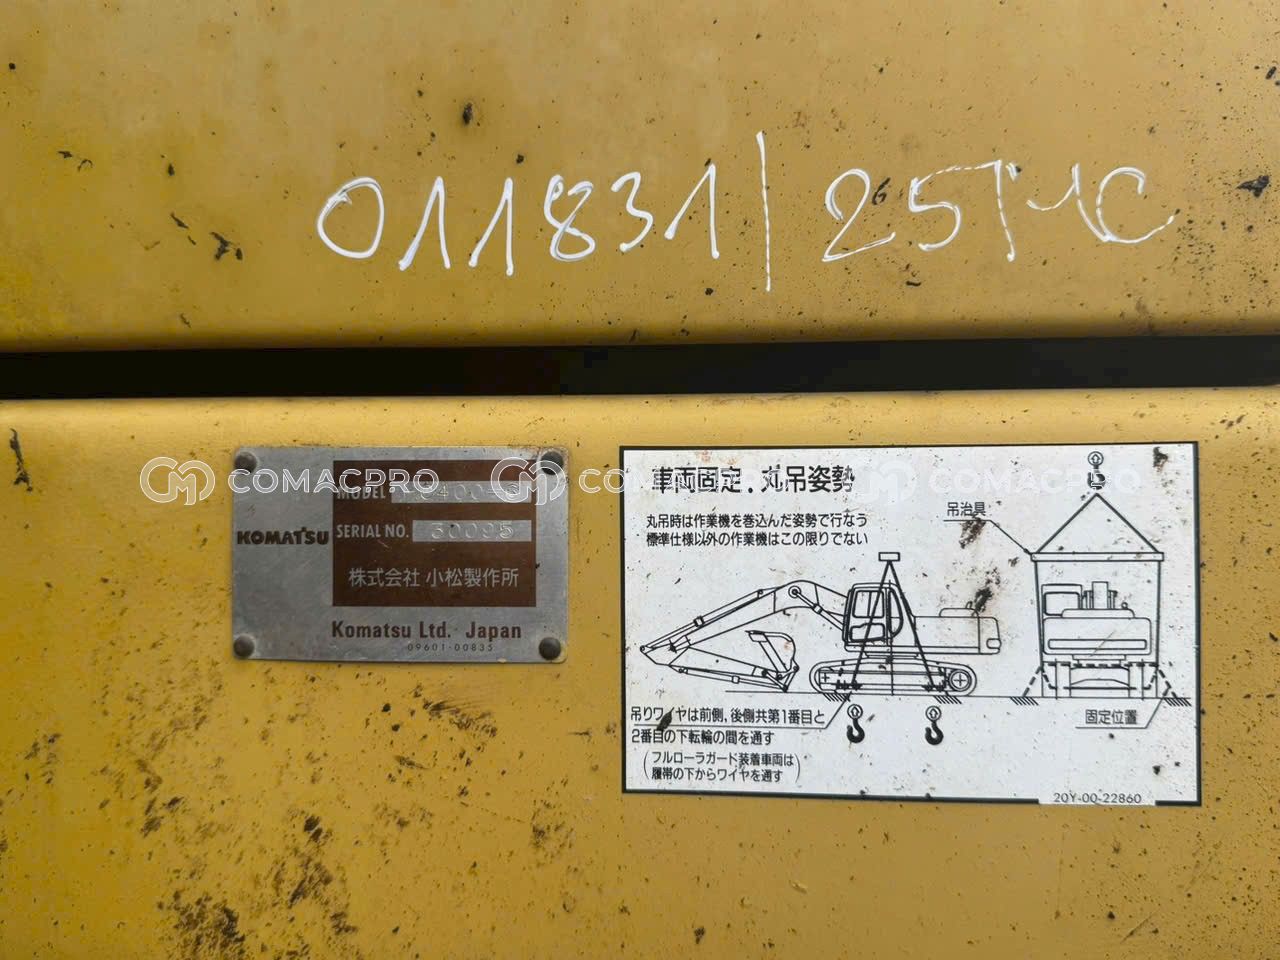 011831/25T-1C
COMACPRO COMACPRO COMACPRO COMACPRO
MODEL
SERIAL NO. 30095
KOMATSU
株式会社 小松製作所
Komatsu Ltd. Japan
09601-00835
車両固定．丸吊姿勢
丸吊時は作業機を巻込んだ姿勢で行なう
標準仕様以外の作業機はこの限りでない
吊治具
吊りワイヤは前側，後側共第1番目と
2番目の下転輪の間を通す
(フルローラガード装着車両は
履帯の下からワイヤを通す)
固定位置
20Y-00-22860
COMACPRO COMACPRO COMACPRO